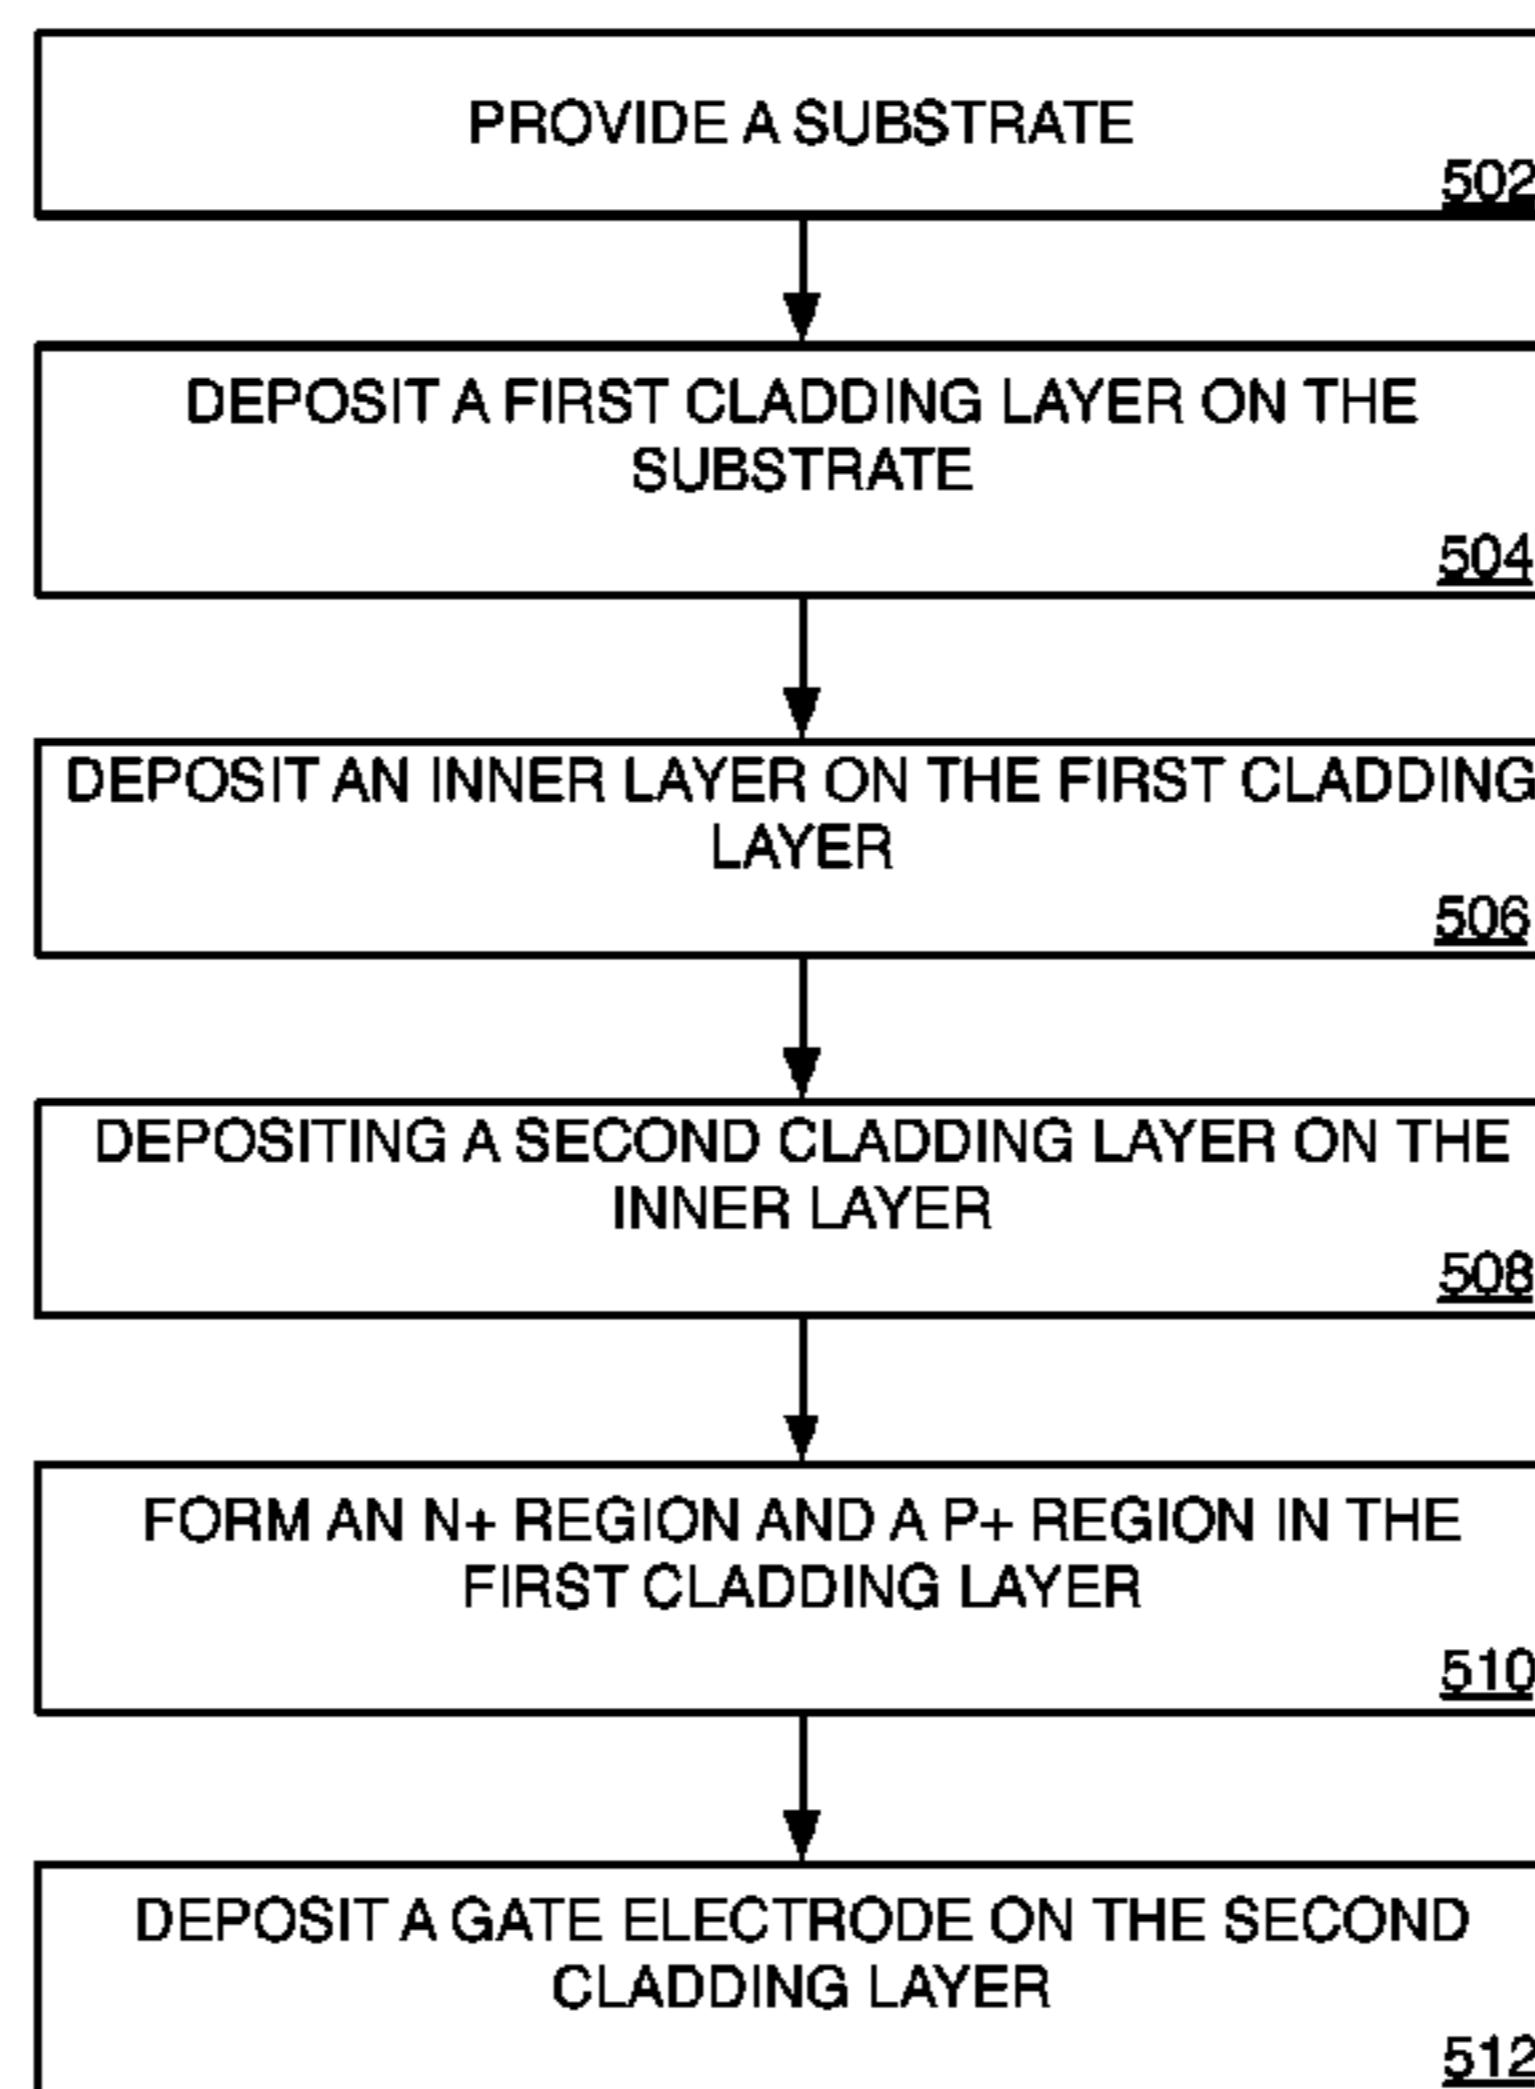 PROVIDE A SUBSTRATE
502
DEPOSIT A FIRST CLADDING LAYER ON THE
SUBSTRATE
504
DEPOSIT AN INNER LAYER ON THE FIRST CLADDING
LAYER
506
DEPOSITING A SECOND CLADDING LAYER ON THE
INNER LAYER
508
FORM AN N+ REGION AND A P+ REGION IN THE
FIRST CLADDING LAYER
510
DEPOSIT A GATE ELECTRODE ON THE SECOND
CLADDING LAYER
512